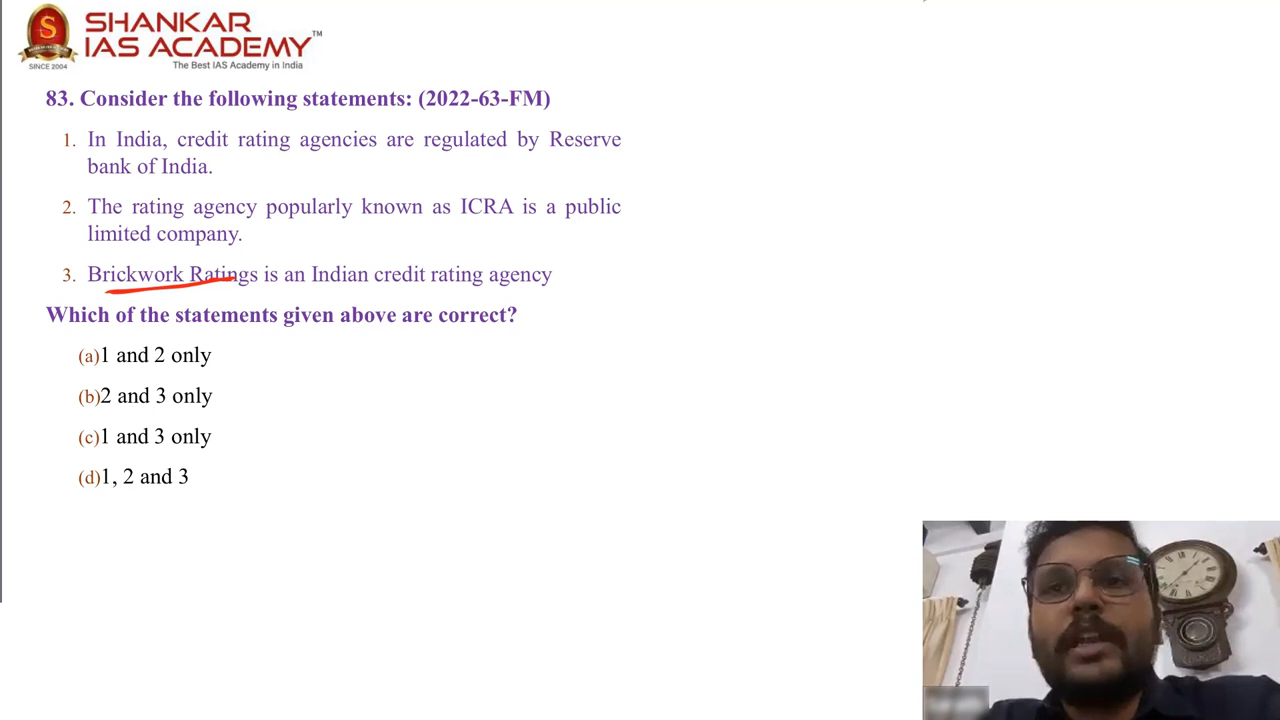 SHANKAR
IAS ACADEMY™
The Best IAS Academy in India
S
SINCE 2004
83. Consider the following statements: (2022-63-FM)
1. In India, credit rating agencies are regulated by Reserve
bank of India.
2. The rating agency popularly known as ICRA is a public
limited company.
3. Brickwork Ratings is an Indian credit rating agency
Which of the statements given above are correct?
(a)1 and 2 only
(b)2 and 3 only
(c)1 and 3 only
(d)1, 2 and 3